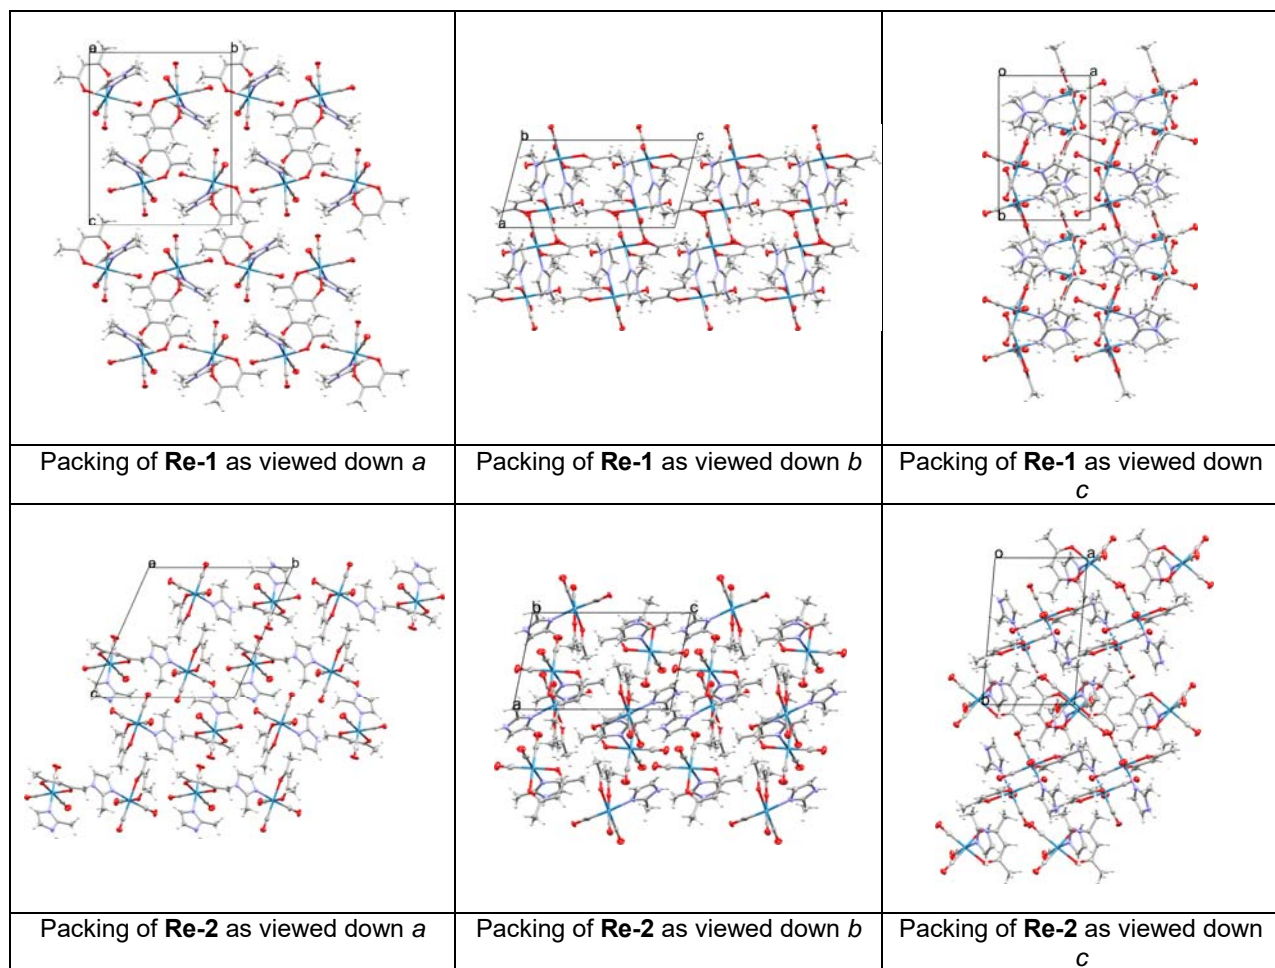 a b
c
b c
a
o a
b
Packing of Re-1 as viewed down a
Packing of Re-1 as viewed down b
Packing of Re-1 as viewed down
c
a b
c
b c
a
o a
b
Packing of Re-2 as viewed down a
Packing of Re-2 as viewed down b
Packing of Re-2 as viewed down
c